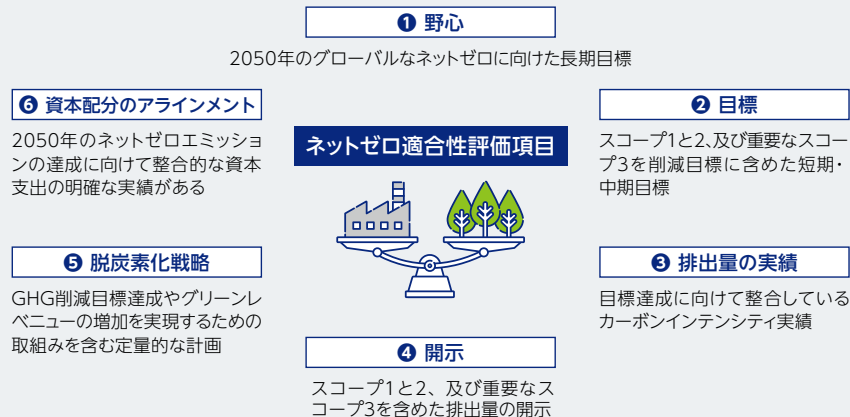 ❶ 野心
2050年のグローバルなネットゼロに向けた長期目標
ネットゼロ適合性評価項目
❷ 目標
スコープ1と2、及び重要なスコー
プ3を削減目標に含めた短期・
中期目標
❸ 排出量の実績
目標達成に向けて整合している
カーボンインテンシティ実績
❹ 開示
スコープ1と2、及び重要なス
コープ3を含めた排出量の開示
❺ 脱炭素化戦略
GHG削減目標達成やグリーンレ
ベニューの増加を実現するための
取組みを含む定量的な計画
❻ 資本配分のアラインメント
2050年のネットゼロエミッショ
ンの達成に向けて整合的な資本
支出の明確な実績がある